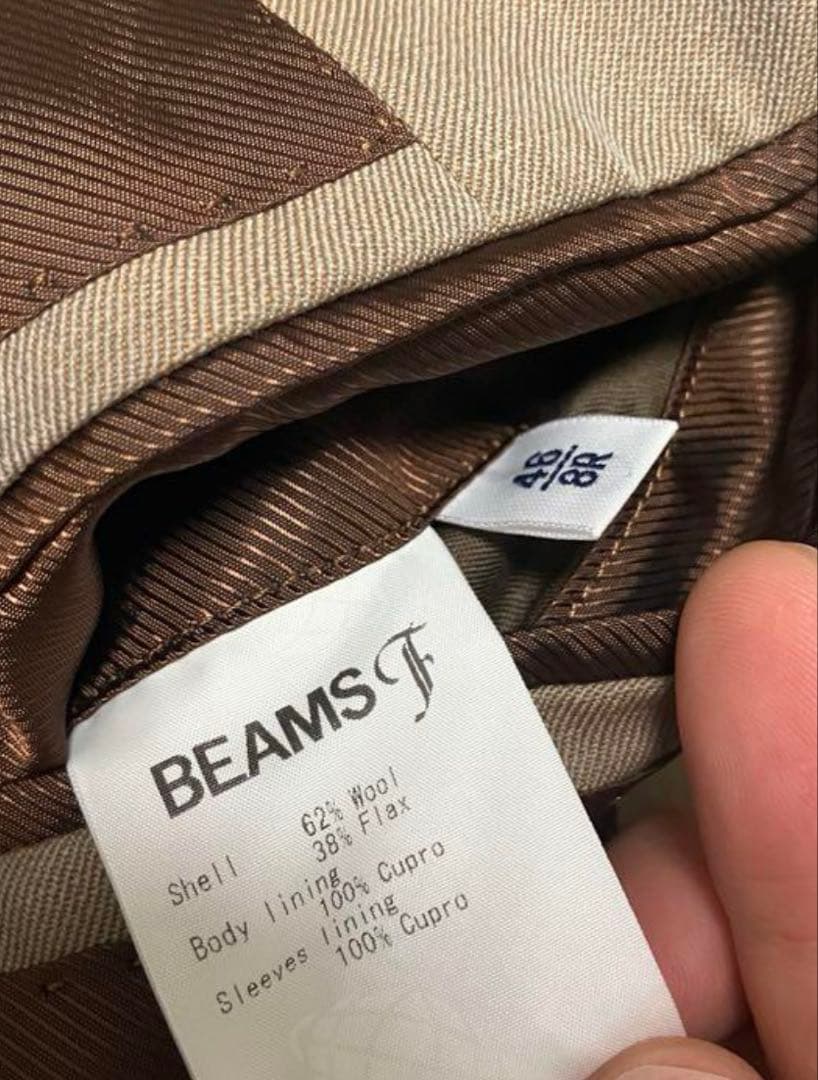 46
8R
BEAMS F
Shell 62% Wool
38% Flax
Body lining
100% Cupro
Sleeves lining
100% Cupro